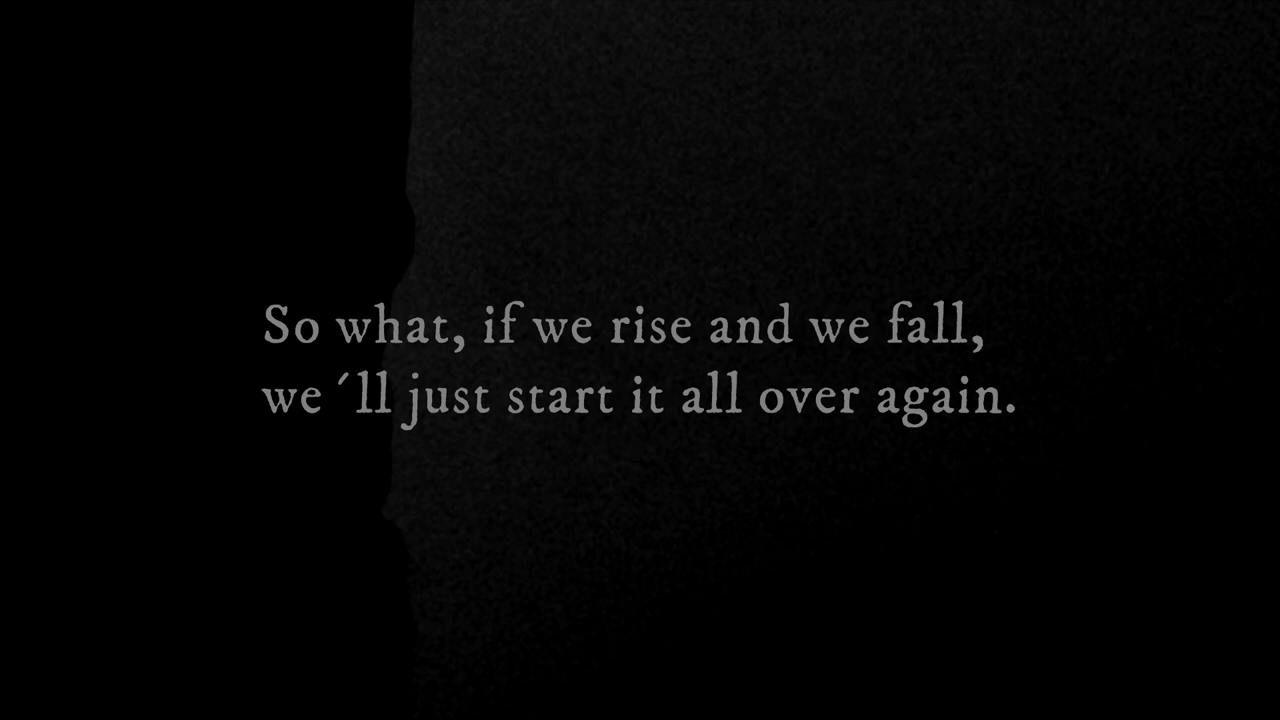 So what, if we rise and we fall,
we ´ll just start it all over again.